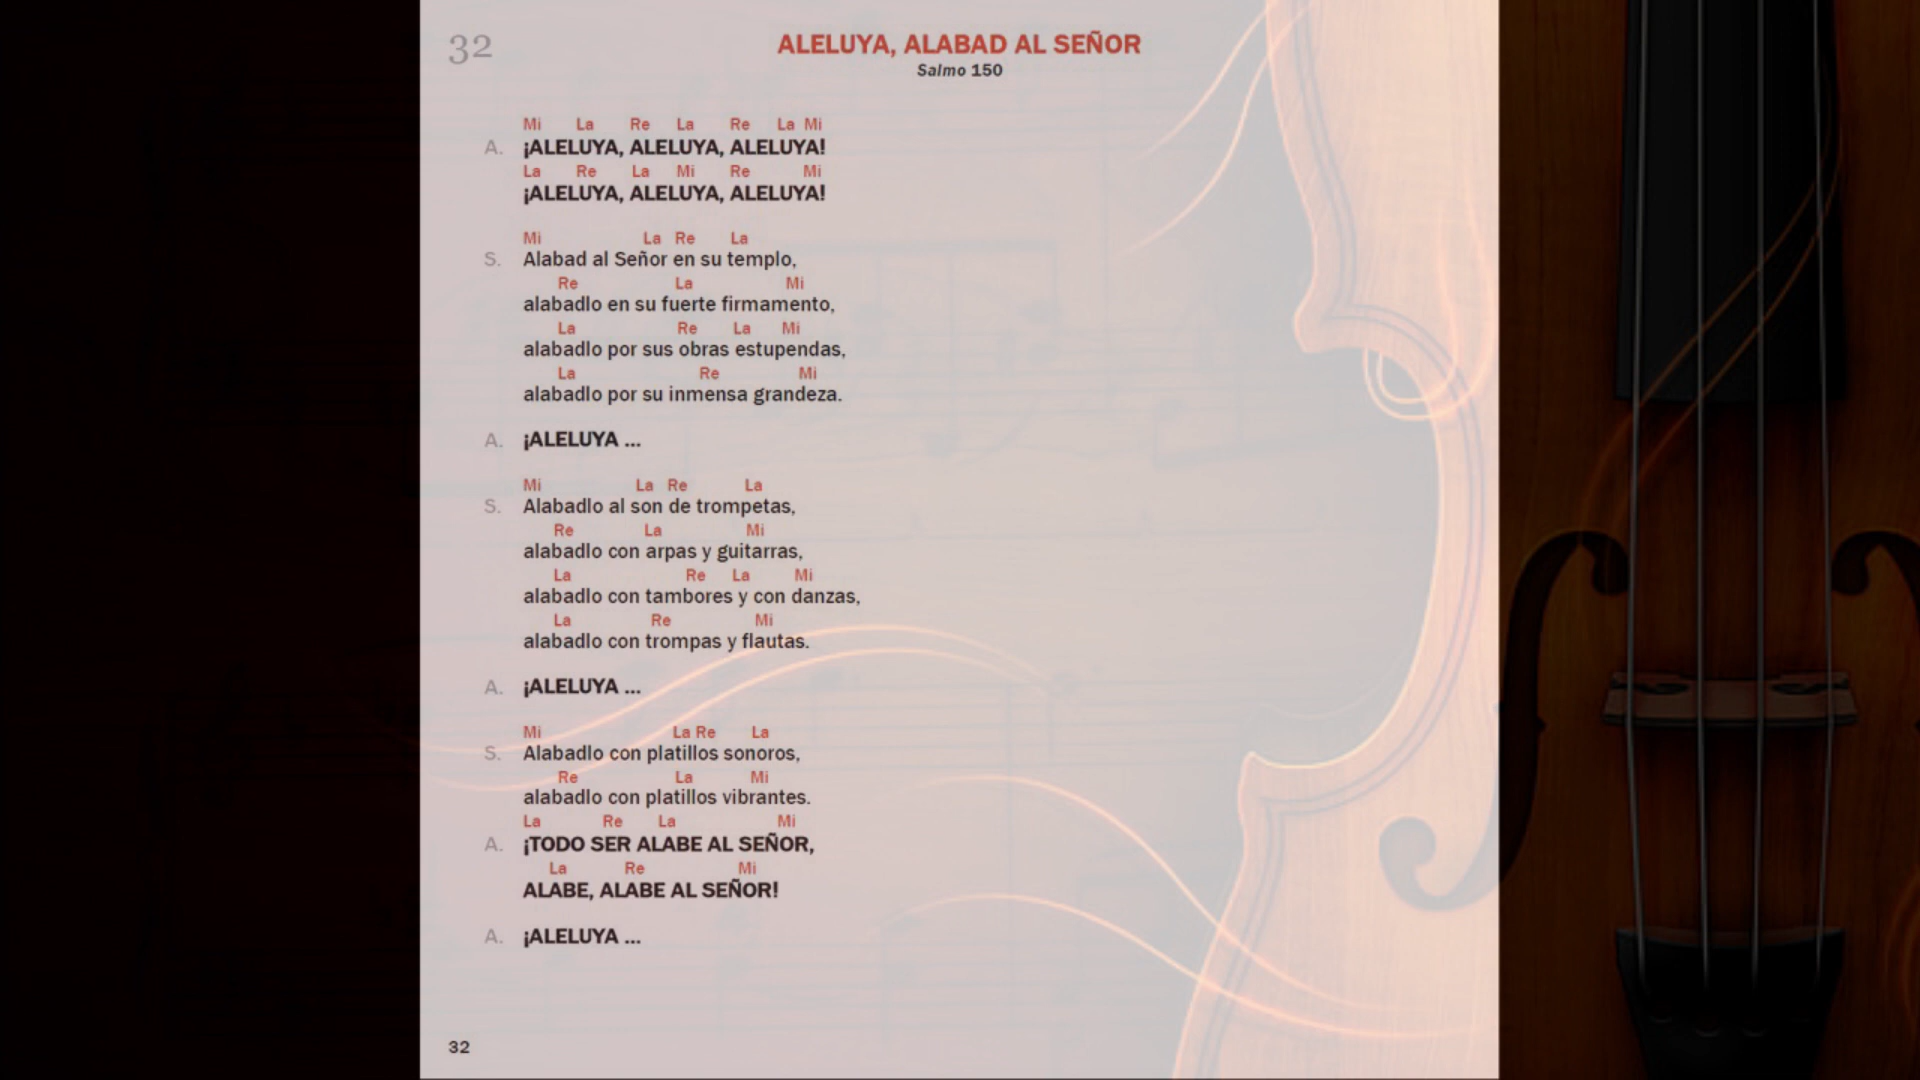 32
ALELUYA, ALABAD AL SEÑOR
Salmo 150
Mi La Re La Re La Mi
A. ¡ALELUYA, ALELUYA, ALELUYA!
La Re La Mi Re Mi
¡ALELUYA, ALELUYA, ALELUYA!
Mi La Re La
S. Alabad al Señor en su templo,
Re La Mi
alabadlo en su fuerte firmamento,
La Re La Mi
alabadlo por sus obras estupendas,
La Re Mi
alabadlo por su inmensa grandeza.
A. ¡ALELUYA ...
Mi La Re La
S. Alabadlo al son de trompetas,
Re La Mi
alabadlo con arpas y guitarras,
La Re La Mi
alabadlo con tambores y con danzas,
La Re Mi
alabadlo con trompas y flautas.
A. ¡ALELUYA ...
Mi La Re La
S. Alabadlo con platillos sonoros,
Re La Mi
alabadlo con platillos vibrantes.
La Re La Mi
A. ¡TODO SER ALABE AL SEÑOR,
La Re Mi
ALABE, ALABE AL SEÑOR!
A. ¡ALELUYA ...
32